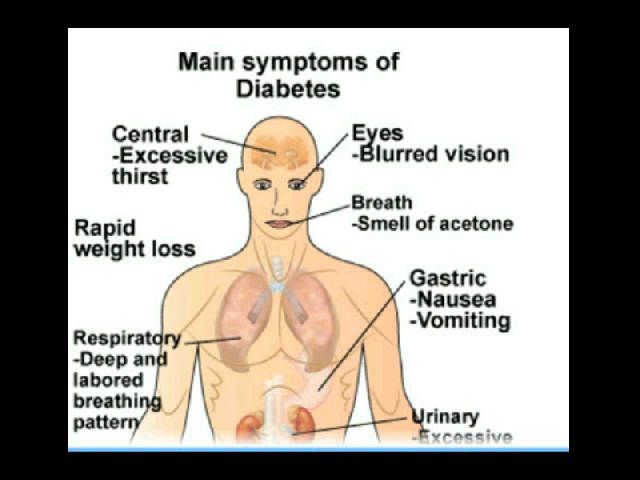 Main symptoms of
Diabetes
Central
-Excessive
thirst
Eyes
-Blurred vision
Breath
-Smell of acetone
Rapid
weight loss
Gastric
-Nausea
-Vomiting
Respiratory
-Deep and
labored
breathing
pattern
Urinary
-Excessive